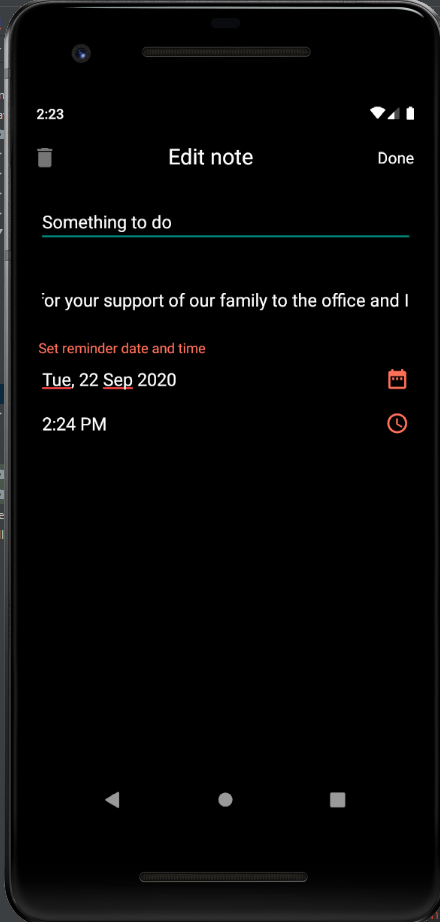 2:23
Edit note
Done
Something to do
for your support of our family to the office and I
Set reminder date and time
Tue, 22 Sep 2020
2:24 PM